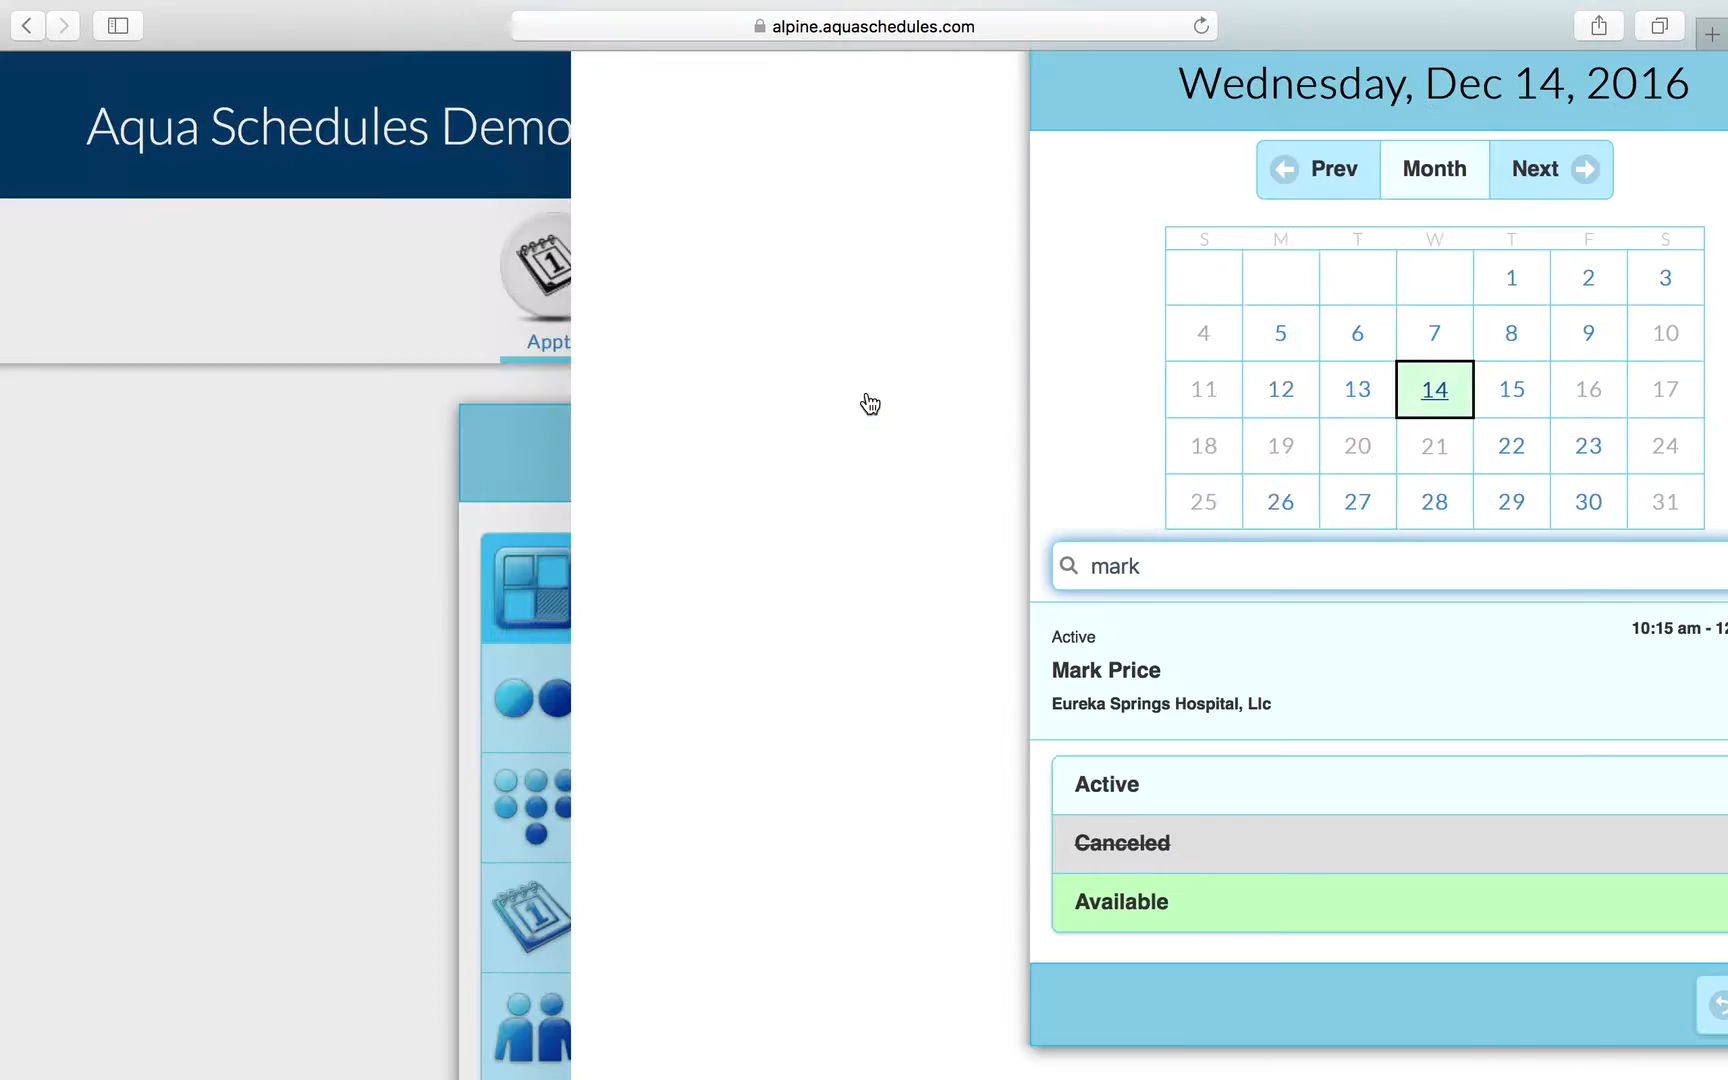 alpine.aquaschedules.com
Aqua Schedules Demo
Appt
1
1
Wednesday, Dec 14, 2016
Prev Month Next
S M T W T F S
1 2 3
4 5 6 7 8 9 10
11 12 13 14 15 16 17
18 19 20 21 22 23 24
25 26 27 28 29 30 31
mark
Active 10:15 am - 12
Mark Price
Eureka Springs Hospital, Llc
Active
Canceled
Available